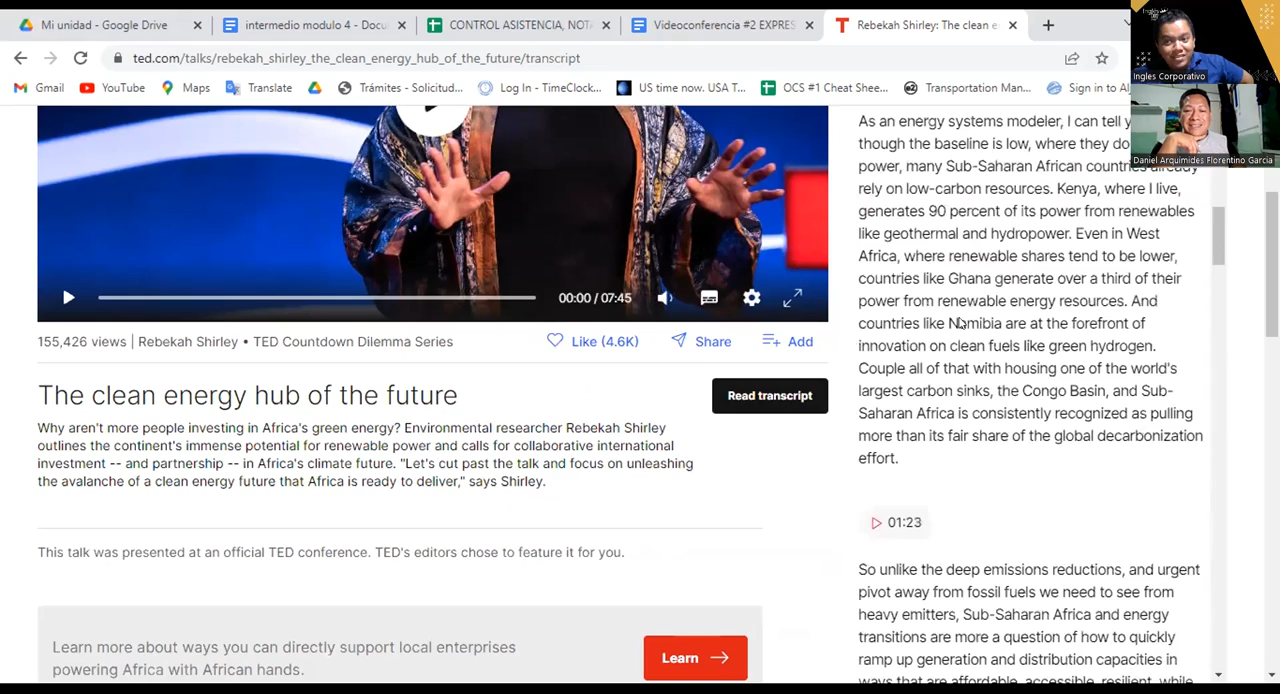 Mi unidad - Google Drive
intermedio modulo 4 - Docu
CONTROL ASISTENCIA, NOTA
Videoconferencia #2 EXPRES
Rebekah Shirley: The clean e
ted.com/talks/rebekah_shirley_the_clean_energy_hub_of_the_future/transcript
Gmail
YouTube
Maps
Translate
Trámites - Solicitud...
Log In - TimeClock...
US time now. USA T...
OCS #1 Cheat Shee...
Transportation Man...
Sign in to Al
Ingles Corporativo
Daniel Arquimides Florentino Garcia
00:00 / 07:45
155,426 views | Rebekah Shirley • TED Countdown Dilemma Series
Like (4.6K)
Share
Add
The clean energy hub of the future
Read transcript
Why aren't more people investing in Africa's green energy? Environmental researcher Rebekah Shirley
outlines the continent's immense potential for renewable power and calls for collaborative international
investment -- and partnership -- in Africa's climate future. "Let's cut past the talk and focus on unleashing
the avalanche of a clean energy future that Africa is ready to deliver," says Shirley.
This talk was presented at an official TED conference. TED's editors chose to feature it for you.
Learn more about ways you can directly support local enterprises
powering Africa with African hands.
Learn
As an energy systems modeler, I can tell
though the baseline is low, where they do
power, many Sub-Saharan African countries already
rely on low-carbon resources. Kenya, where I live,
generates 90 percent of its power from renewables
like geothermal and hydropower. Even in West
Africa, where renewable shares tend to be lower,
countries like Ghana generate over a third of their
power from renewable energy resources. And
countries like Namibia are at the forefront of
innovation on clean fuels like green hydrogen.
Couple all of that with housing one of the world's
largest carbon sinks, the Congo Basin, and Sub-
Saharan Africa is consistently recognized as pulling
more than its fair share of the global decarbonization
effort.
01:23
So unlike the deep emissions reductions, and urgent
pivot away from fossil fuels we need to see from
heavy emitters, Sub-Saharan Africa and energy
transitions are more a question of how to quickly
ramp up generation and distribution capacities in
ways that are affordable, accessible, resilient, while